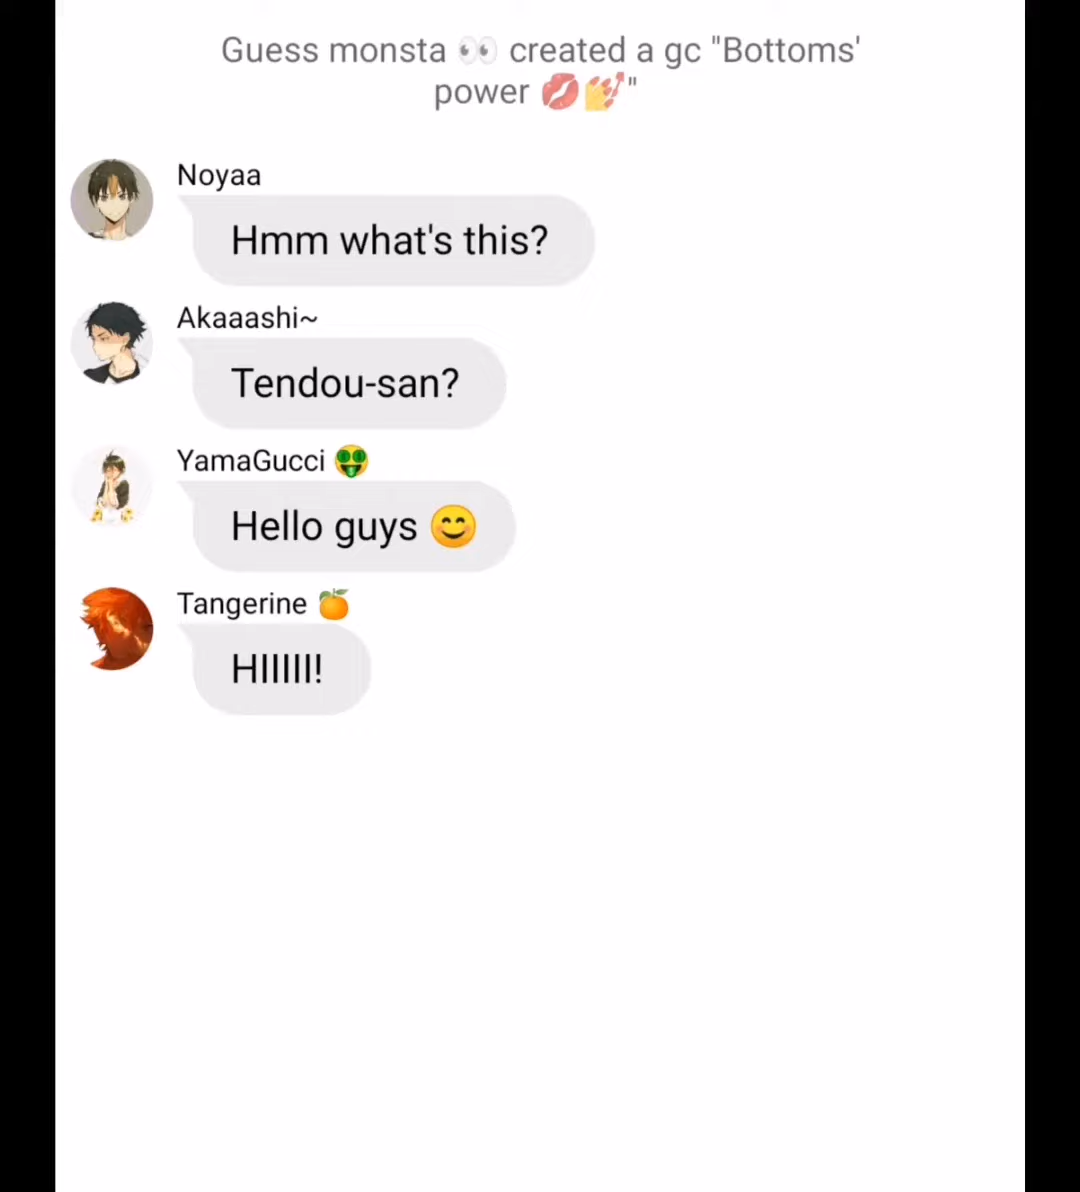 Guess monsta 👀 created a gc "Bottoms'
power 💋💅"
Noyaa
Hmm what's this?
Akaaashi~
Tendou-san?
YamaGucci 🤑
Hello guys 😊
Tangerine 🍊
HIIIII!